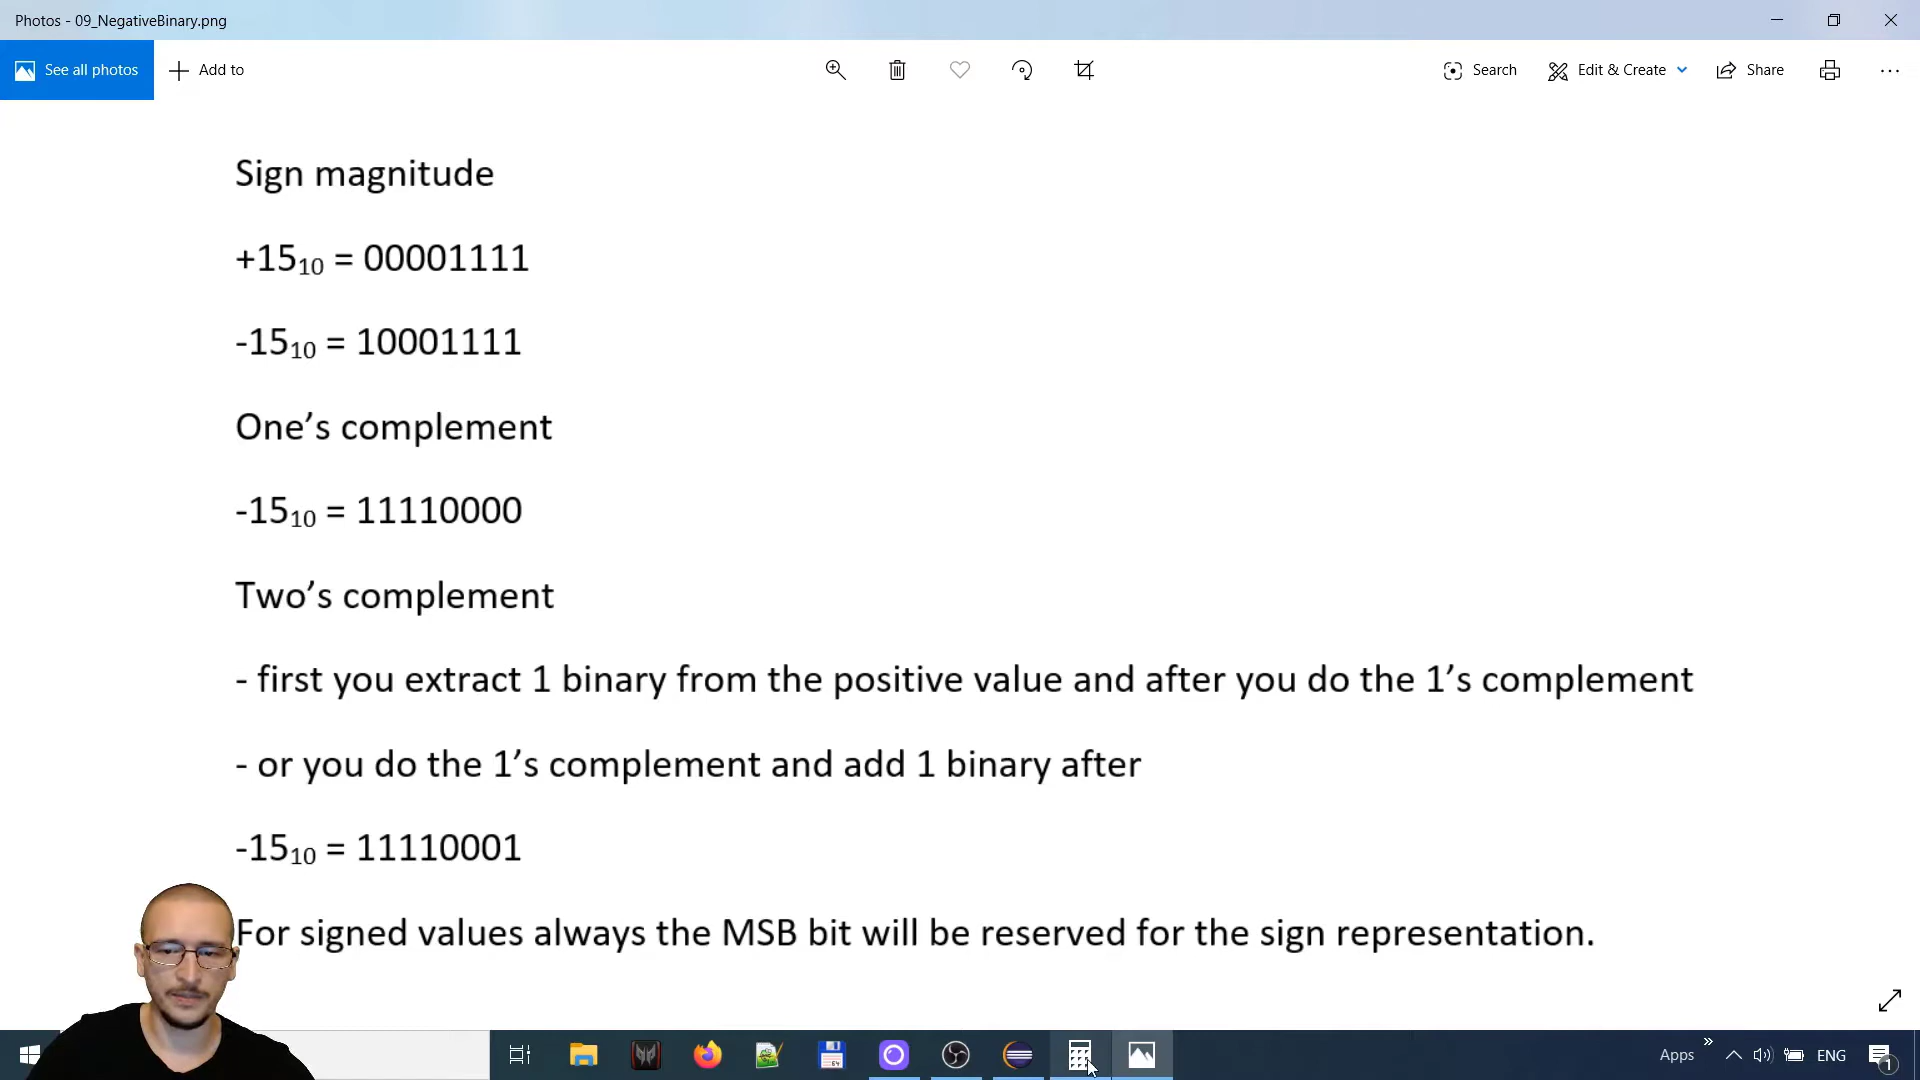 Photos - 09_NegativeBinary.png
See all photos
Add to
Search
Edit & Create
Share
Sign magnitude
+15₁₀ = 00001111
-15₁₀ = 10001111
One’s complement
-15₁₀ = 11110000
Two’s complement
- first you extract 1 binary from the positive value and after you do the 1’s complement
- or you do the 1’s complement and add 1 binary after
-15₁₀ = 11110001
For signed values always the MSB bit will be reserved for the sign representation.
64
Apps
ENG
1